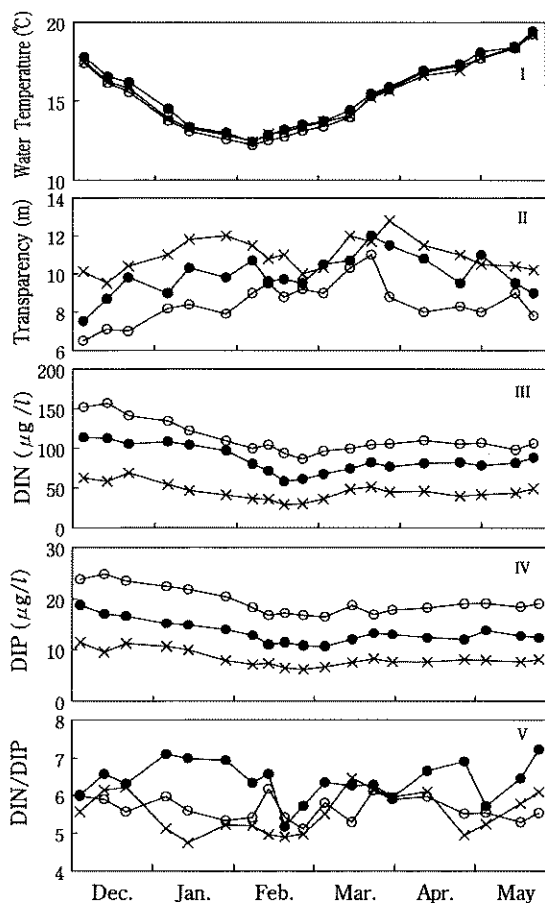 Water Temperature (℃)
20
15
10
I
Transparency (m)
14
12
10
8
6
II
DIN (μg/l)
200
150
100
50
0
III
DIP (μg/l)
30
20
10
0
IV
DIN/DIP
8
7
6
5
4
V
Dec. Jan. Feb. Mar. Apr. May